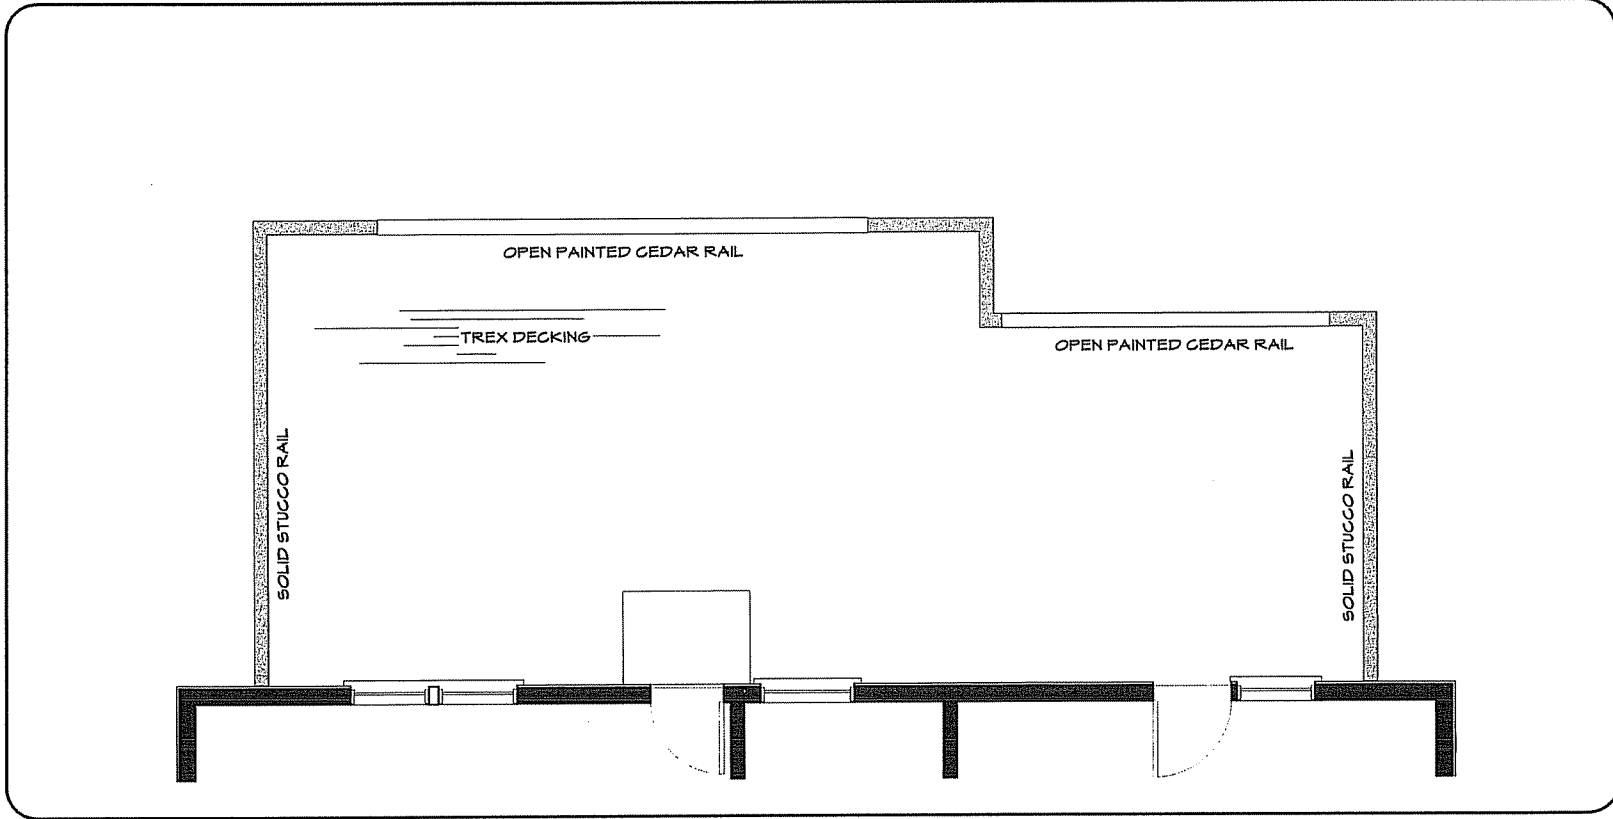 OPEN PAINTED CEDAR RAIL
TREX DECKING
OPEN PAINTED CEDAR RAIL
SOLID STUCCO RAIL
SOLID STUCCO RAIL